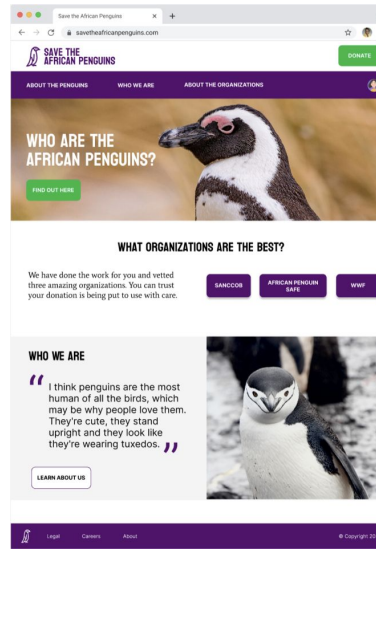 Save the African Penguins
savetheafricanpenguins.com
SAVE THE
AFRICAN PENGUINS
DONATE
ABOUT THE PENGUINS WHO WE ARE ABOUT THE ORGANIZATIONS
WHO ARE THE
AFRICAN PENGUINS?
FIND OUT HERE
WHAT ORGANIZATIONS ARE THE BEST?
We have done the work for you and vetted
three amazing organizations. You can trust
your donation is being put to use with care.
SANCCOB
AFRICAN PENGUIN
SAFE
WWF
WHO WE ARE
“ I think penguins are the most
human of all the birds, which
may be why people love them.
They're cute, they stand
upright and they look like
they're wearing tuxedos. ”
LEARN ABOUT US
Legal Careers About © Copyright 20